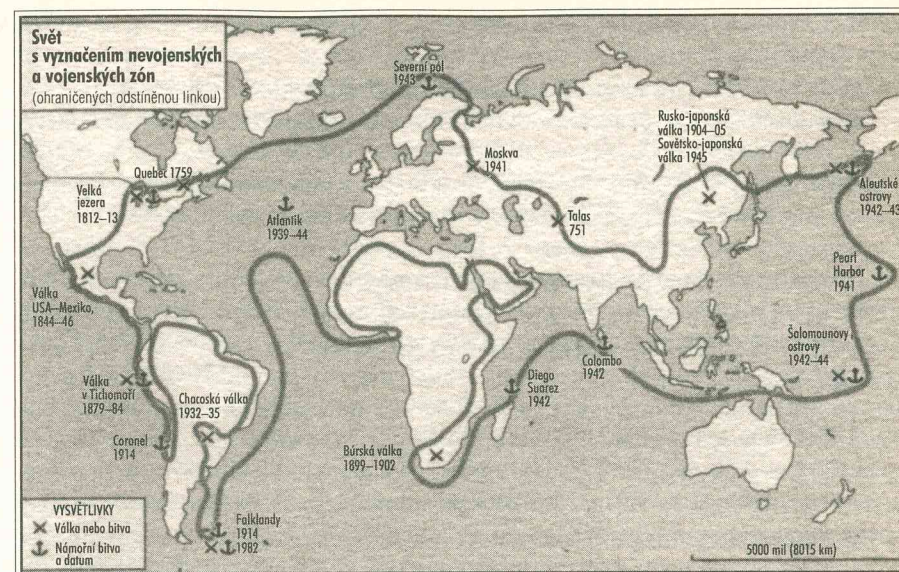 Svět
s vyznačením nevojenských
a vojenských zón
(ohraničených odstíněnou linkou)
Severní pól
1943
Rusko-japonská
válka 1904–05
Sovětsko-japonská
válka 1945
Quebec 1759
Velká
jezera
1812–13
Moskva
1941
Atlantik
1939–44
Talas
751
Aleutské
ostrovy
1942–43
Pearl
Harbor
1941
Válka
USA–Mexiko,
1844–46
Šalomounovy
ostrovy
1942–44
Colombo
1942
Válka
v Tichomoří
1879–84
Chacoská válka
1932–35
Diego
Suarez
1942
Coronel
1914
Búrská válka
1899–1902
VYSVĚTLIVKY
Válka nebo bitva
Námořní bitva
a datum
Falklandy
1914
1982
5000 mil (8015 km)